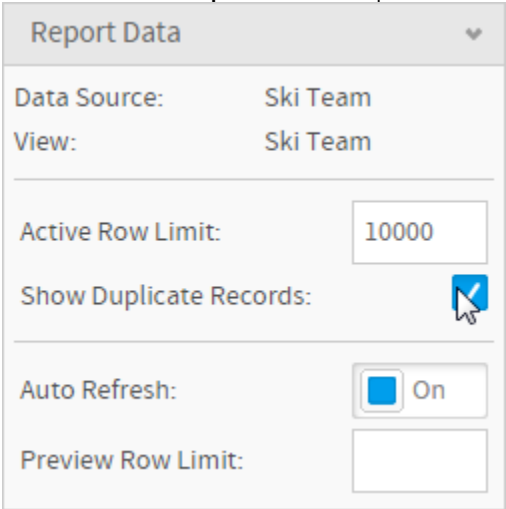 Report Data
Data Source: Ski Team
View: Ski Team
Active Row Limit: 10000
Show Duplicate Records:
Auto Refresh: On
Preview Row Limit: